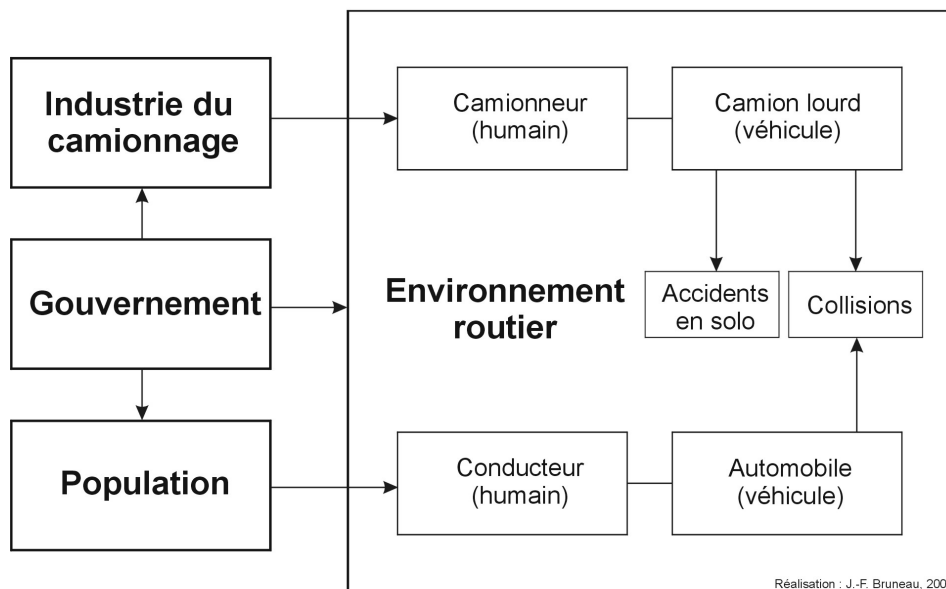 Industrie du
camionnage
Camionneur
(humain)
Camion lourd
(véhicule)
Gouvernement
Environnement
routier
Accidents
en solo
Collisions
Population
Conducteur
(humain)
Automobile
(véhicule)
Réalisation : J.-F. Bruneau, 200